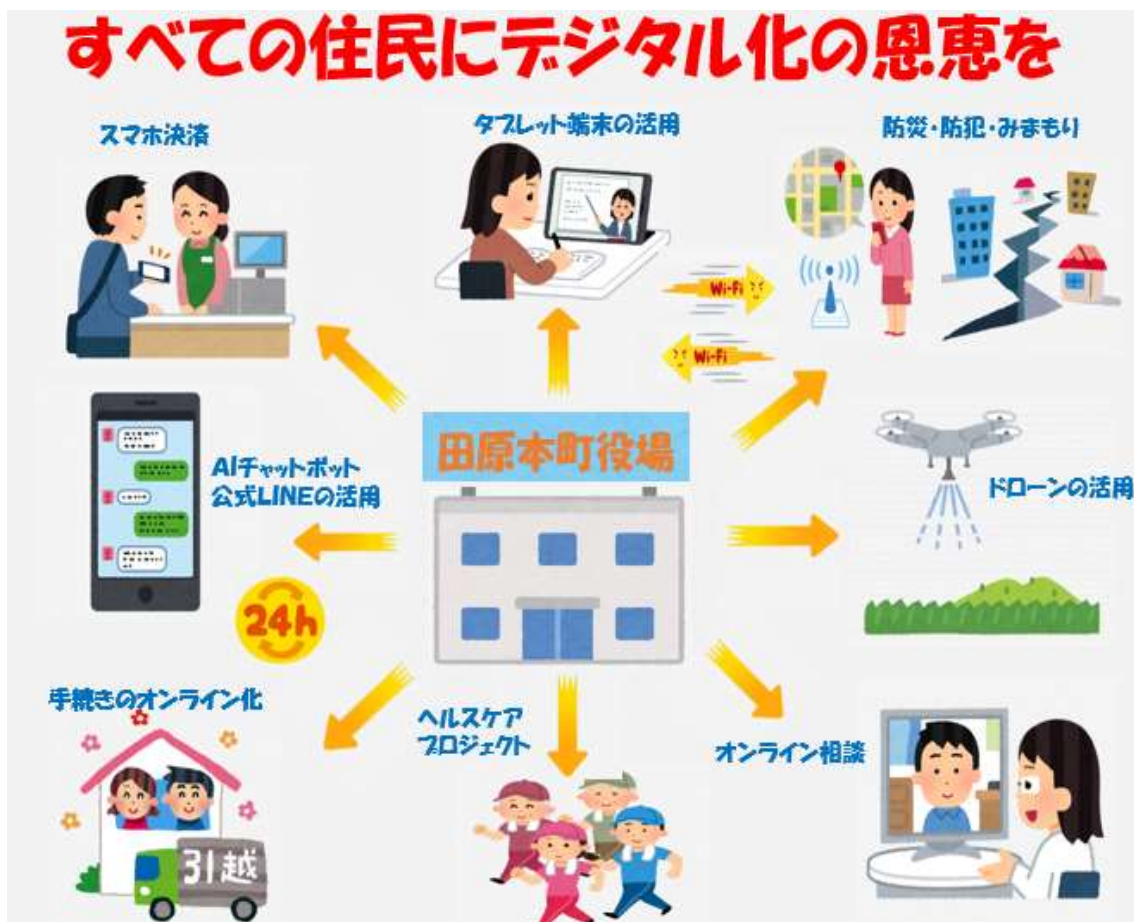 すべての住民にデジタル化の恩恵を
スマホ決済
タブレット端末の活用
防災・防犯・みまもり
Wi-Fi
Wi-Fi
田原本町役場
AIチャットボット
公式LINEの活用
ドローンの活用
24h
手続きのオンライン化
ヘルスケア
プロジェクト
オンライン相談
引越